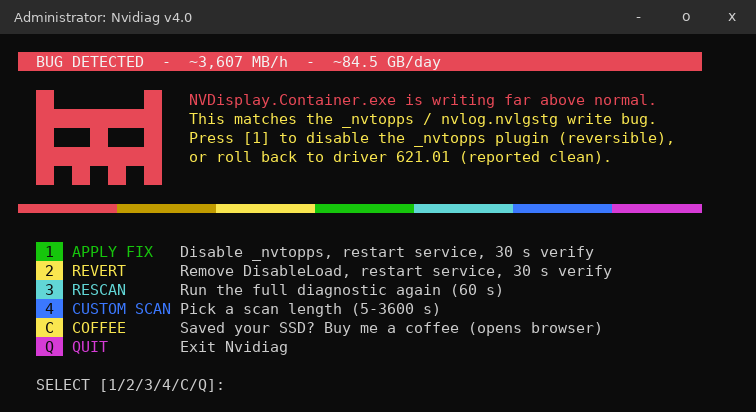 Administrator: Nvidiag v4.0 - o x
BUG DETECTED - ~3,607 MB/h - ~84.5 GB/day
NVDisplay.Container.exe is writing far above normal.
This matches the _nvtopps / nvlog.nvlgstg write bug.
Press [1] to disable the _nvtopps plugin (reversible),
or roll back to driver 621.01 (reported clean).
1 APPLY FIX Disable _nvtopps, restart service, 30 s verify
2 REVERT Remove DisableLoad, restart service, 30 s verify
3 RESCAN Run the full diagnostic again (60 s)
4 CUSTOM SCAN Pick a scan length (5-3600 s)
C COFFEE Saved your SSD? Buy me a coffee (opens browser)
Q QUIT Exit Nvidiag
SELECT [1/2/3/4/C/Q]: